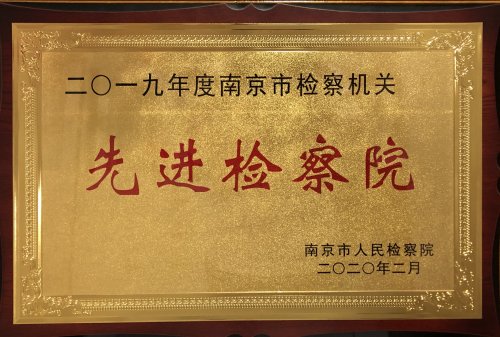 二〇一九年度南京市检察机关
先进检察院
南京市人民检察院
二〇二〇年二月